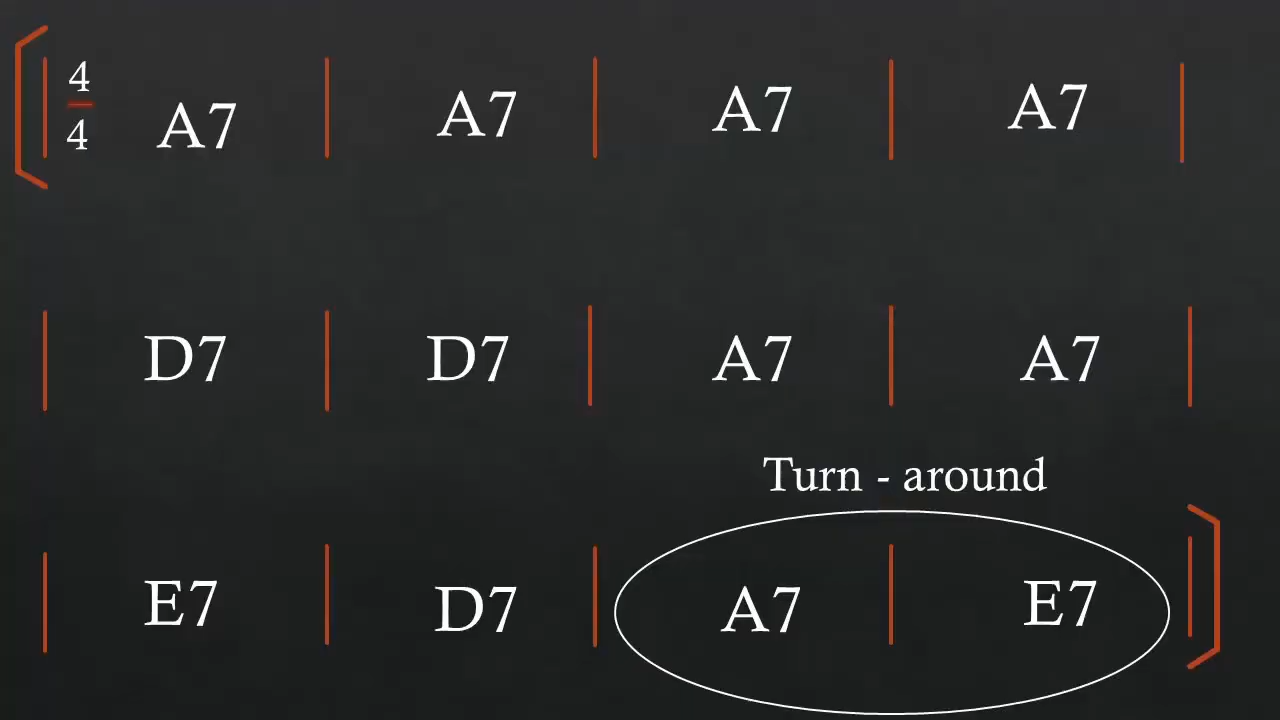 4
4
A7 A7 A7 A7
D7 D7 A7 A7
Turn - around
E7 D7 A7 E7